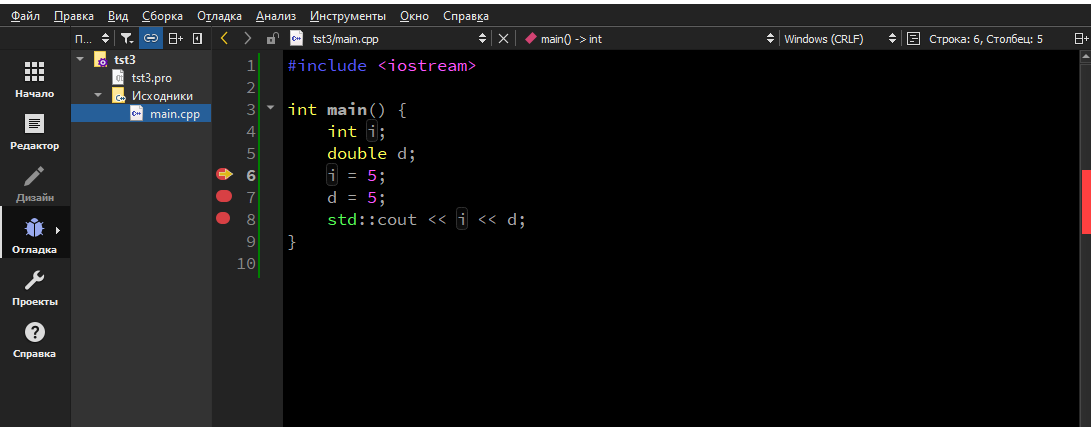 Файл Правка Вид Сборка Отладка Анализ Инструменты Окно Справка
П... tst3/main.cpp main() -> int Windows (CRLF) Строка: 6, Столбец: 5
Начало
Редактор
Дизайн
Отладка
Проекты
Справка
tst3
tst3.pro
Исходники
main.cpp
1 #include <iostream>
2
3 int main() {
4 int i;
5 double d;
6 i = 5;
7 d = 5;
8 std::cout << i << d;
9 }
10